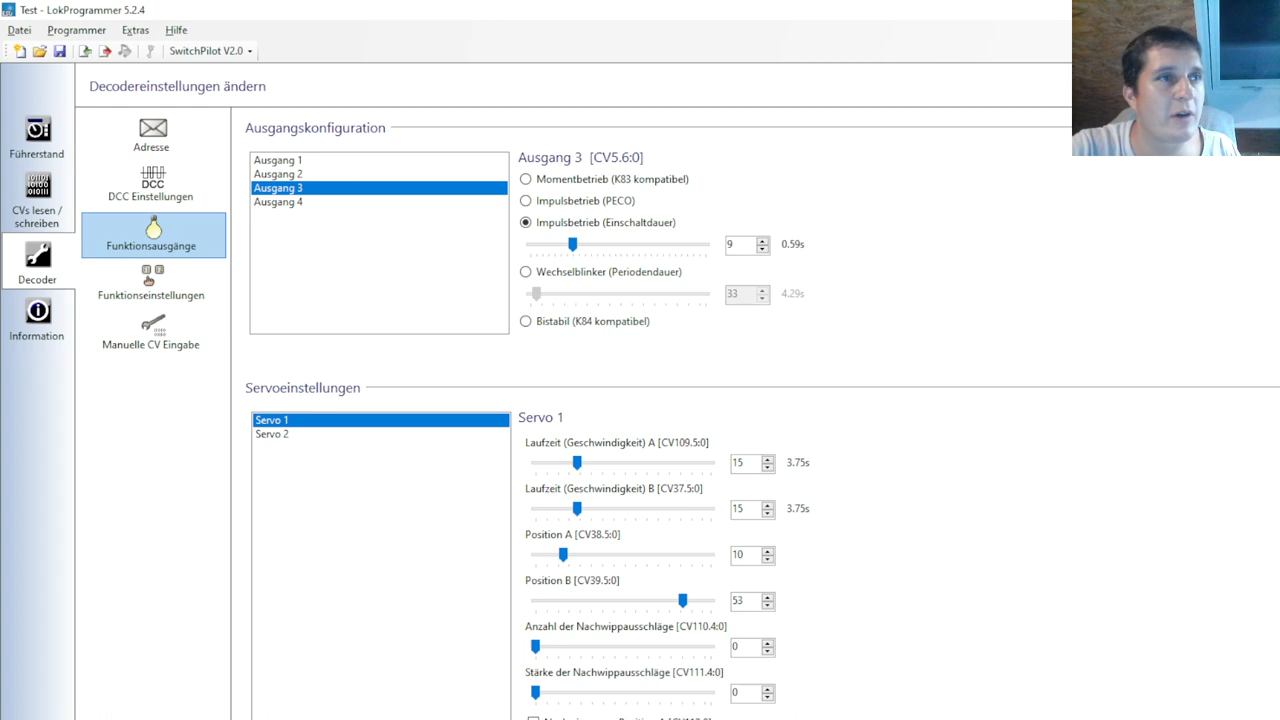 Test - LokProgrammer 5.2.4
Datei Programmer Extras Hilfe
SwitchPilot V2.0
Decodereinstellungen ändern
Führerstand
CVs lesen /
schreiben
Decoder
Information
Adresse
DCC
DCC Einstellungen
Funktionsausgänge
Funktionseinstellungen
Manuelle CV Eingabe
Ausgangskonfiguration
Ausgang 1
Ausgang 2
Ausgang 3
Ausgang 4
Ausgang 3 [CV5.6:0]
Momentbetrieb (K83 kompatibel)
Impulsbetrieb (PECO)
Impulsbetrieb (Einschaltdauer)
9 0.59s
Wechselblinker (Periodendauer)
33 4.29s
Bistabil (K84 kompatibel)
Servoeinstellungen
Servo 1
Servo 2
Servo 1
Laufzeit (Geschwindigkeit) A [CV109.5:0]
15 3.75s
Laufzeit (Geschwindigkeit) B [CV37.5:0]
15 3.75s
Position A [CV38.5:0]
10
Position B [CV39.5:0]
53
Anzahl der Nachwippausschläge [CV110.4:0]
0
Stärke der Nachwippausschläge [CV111.4:0]
0